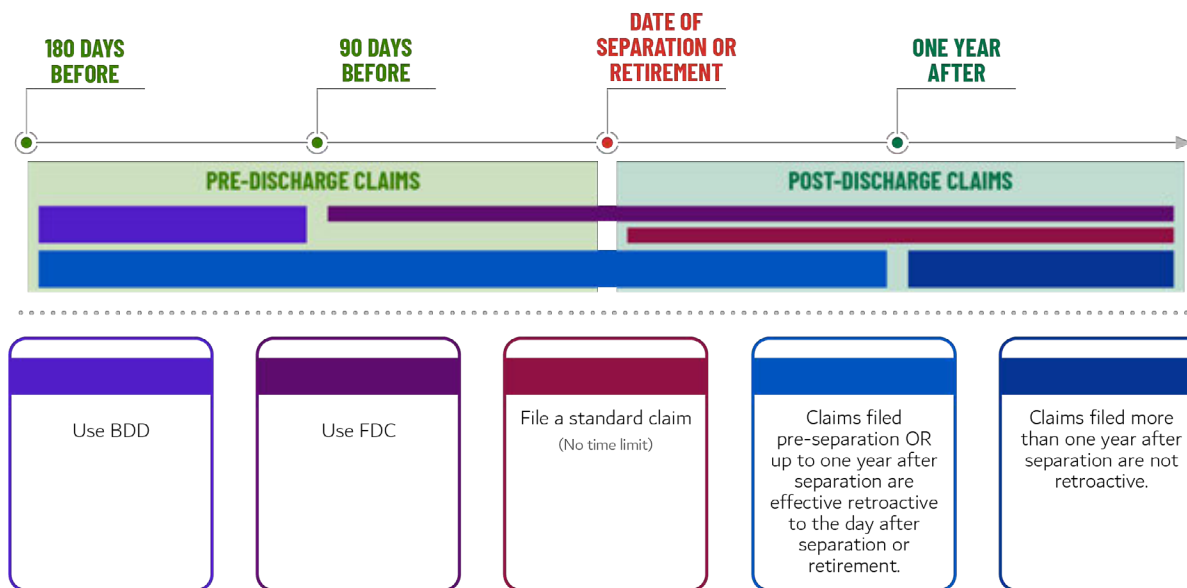 180 DAYS
BEFORE
90 DAYS
BEFORE
DATE OF
SEPARATION OR
RETIREMENT
ONE YEAR
AFTER
PRE-DISCHARGE CLAIMS
POST-DISCHARGE CLAIMS
Use BDD
Use FDC
File a standard claim
(No time limit)
Claims filed
pre-separation OR
up to one year after
separation are
effective retroactive
to the day after
separation or
retirement.
Claims filed more
than one year after
separation are not
retroactive.